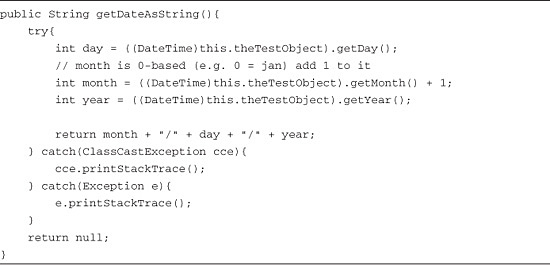 public String getDateAsString(){
    try{
        int day = ((DateTime)this.theTestObject).getDay();
        // month is 0-based (e.g. 0 = jan) add 1 to it
        int month = ((DateTime)this.theTestObject).getMonth() + 1;
        int year = ((DateTime)this.theTestObject).getYear();

        return month + "/" + day + "/" + year;
    } catch(ClassCastException cce){
        cce.printStackTrace();
    } catch(Exception e){
        e.printStackTrace();
    }
    return null;
}